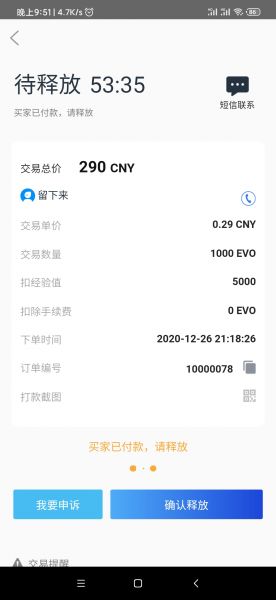 晚上9:51 | 4.7K/s
86
待释放 53:35
短信联系
买家已付款，请释放
交易总价 290 CNY
留下来
交易单价 0.29 CNY
交易数量 1000 EVO
扣经验值 5000
扣除手续费 0 EVO
下单时间 2020-12-26 21:18:26
订单编号 10000078
打款截图
买家已付款，请释放
我要申诉 确认释放
交易提醒